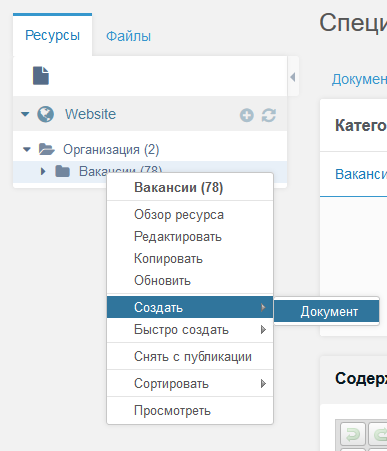 Ресурсы Файлы
Специ
Website
Организация (2)
Вакансии (78)
Вакансии (78)
Обзор ресурса
Редактировать
Копировать
Обновить
Создать
Документ
Быстро создать
Снять с публикации
Сортировать
Просмотреть
Докумен
Катего
Ваканси
Содерж